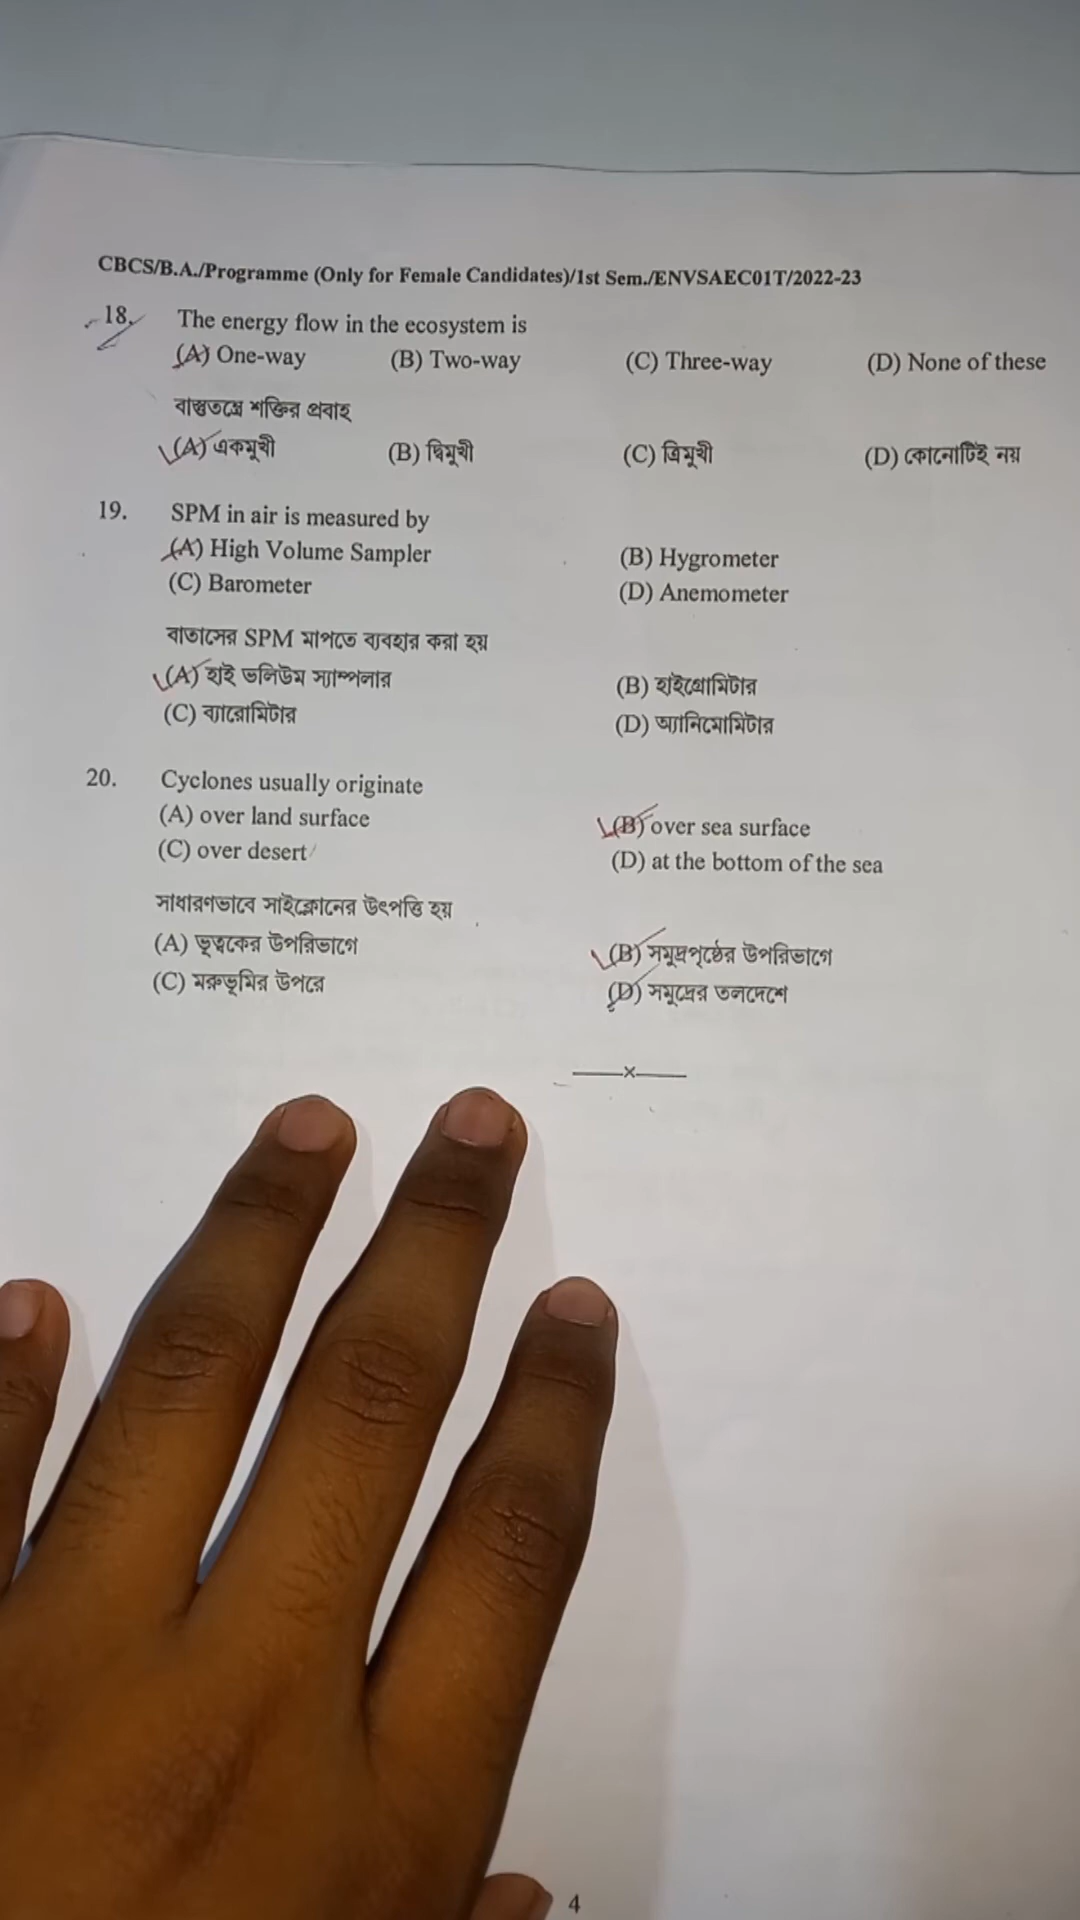 CBCS/B.A./Programme (Only for Female Candidates)/1st Sem./ENVSAEC01T/2022-23
18. The energy flow in the ecosystem is
(A) One-way (B) Two-way (C) Three-way (D) None of these
বাস্তুতন্ত্রে শক্তির প্রবাহ
(A) একমুখী (B) দ্বিমুখী (C) ত্রিমুখী (D) কোনোটিই নয়
19. SPM in air is measured by
(A) High Volume Sampler (B) Hygrometer
(C) Barometer (D) Anemometer
বাতাসের SPM মাপতে ব্যবহার করা হয়
(A) হাই ভলিউম স্যাম্পলার (B) হাইগ্রোমিটার
(C) ব্যারোমিটার (D) অ্যানিমোমিটার
20. Cyclones usually originate
(A) over land surface (B) over sea surface
(C) over desert (D) at the bottom of the sea
সাধারণভাবে সাইক্লোনের উৎপত্তি হয়
(A) ভূত্বকের উপরিভাগে (B) সমুদ্রপৃষ্ঠের উপরিভাগে
(C) মরুভূমির উপরে (D) সমুদ্রের তলদেশে
——×——
4